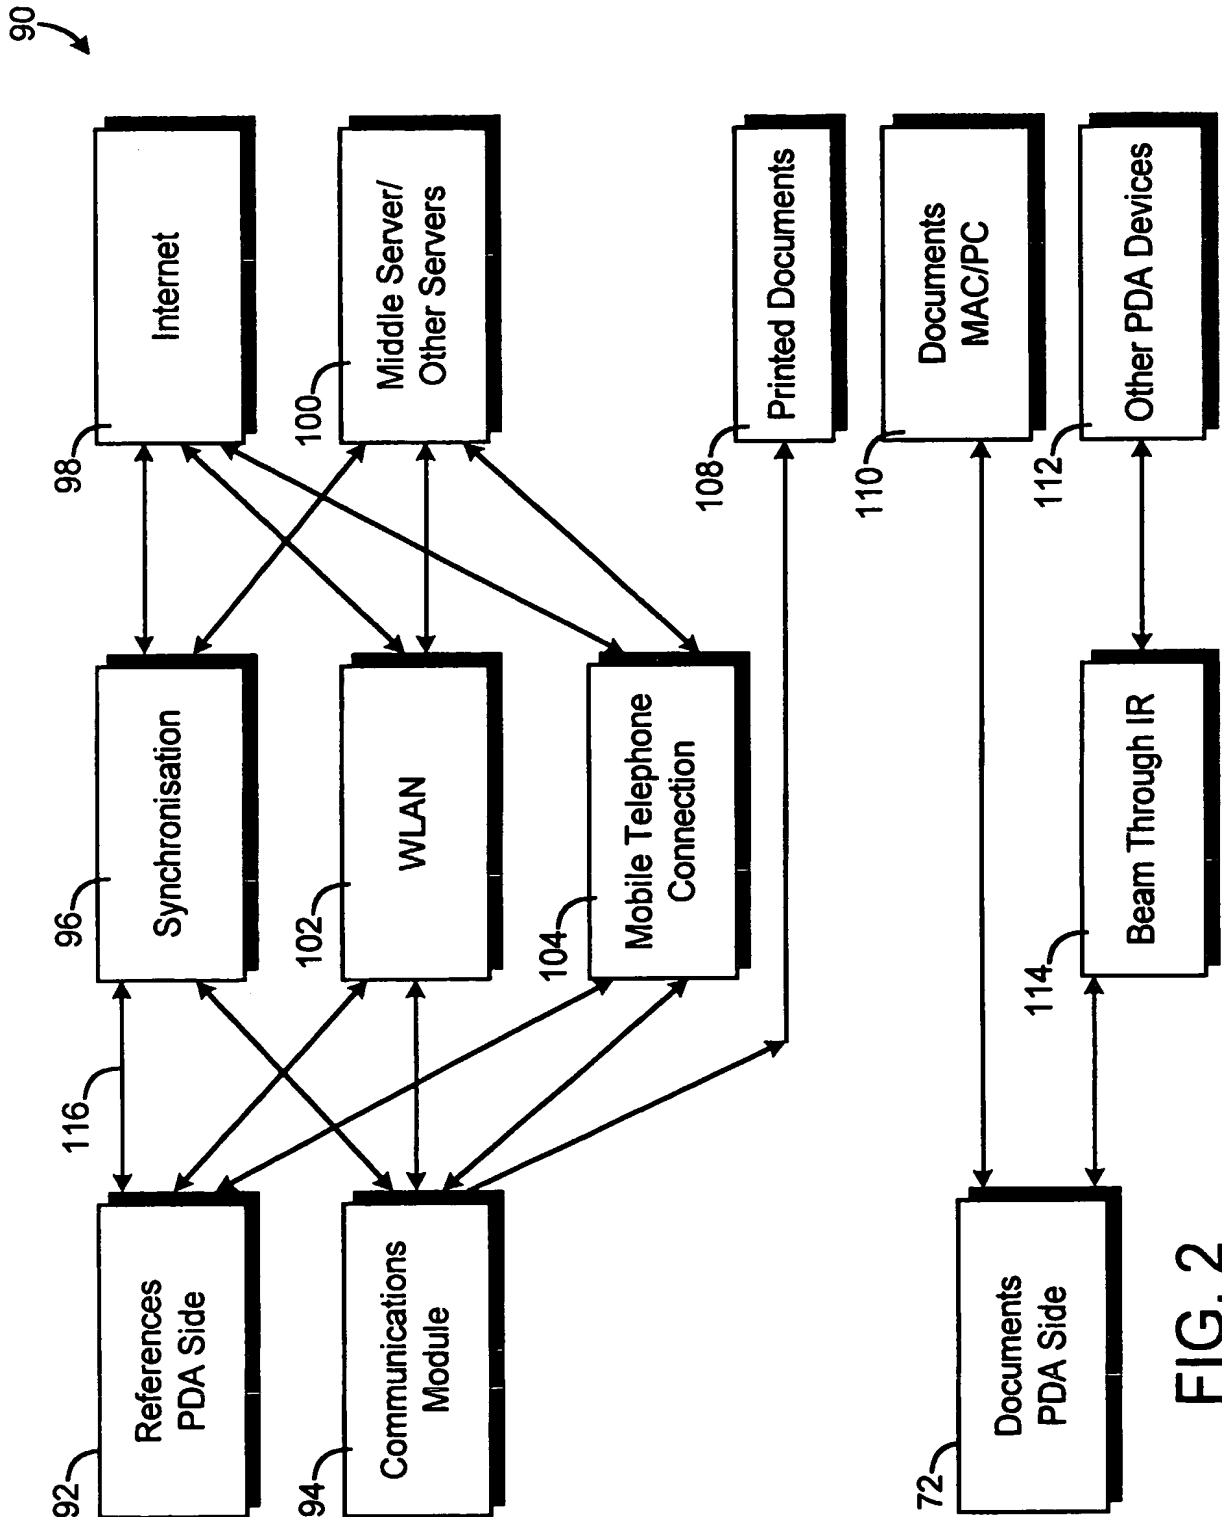 90
92
References
PDA Side
116
96
Synchronisation
98
Internet
94
Communications
Module
102
WLAN
100
Middle Server/
Other Servers
104
Mobile Telephone
Connection
108
Printed Documents
72
Documents
PDA Side
110
Documents
MAC/PC
114
Beam Through IR
112
Other PDA Devices
FIG. 2